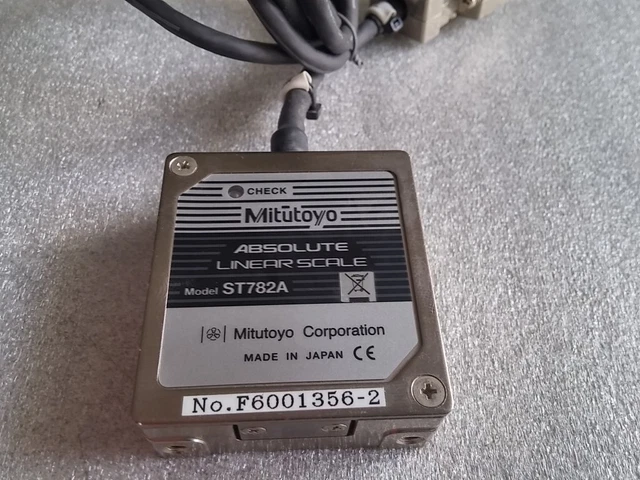 CHECK
Mitutoyo
ABSOLUTE
LINEAR SCALE
Model ST782A
Mitutoyo Corporation
MADE IN JAPAN CE
No.F6001356-2